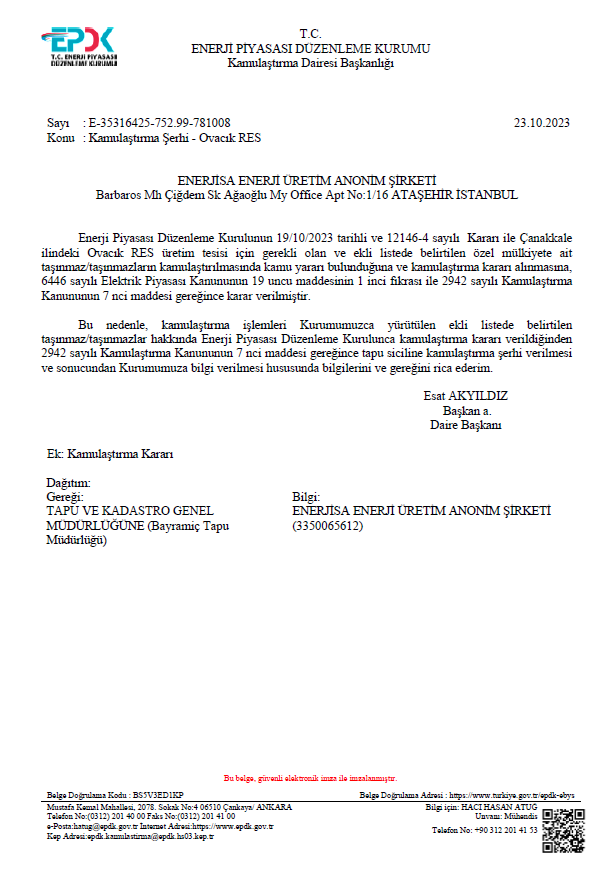 EPDK
T.C. ENERJİ PİYASASI
DÜZENLEME KURUMU
T.C.
ENERJİ PİYASASI DÜZENLEME KURUMU
Kamulaştırma Dairesi Başkanlığı
Sayı : E-35316425-752.99-781008 23.10.2023
Konu : Kamulaştırma Şerhi - Ovacık RES
ENERJİSA ENERJİ ÜRETİM ANONİM ŞİRKETİ
Barbaros Mh Çiğdem Sk Ağaoğlu My Office Apt No:1/16 ATAŞEHİR İSTANBUL
Enerji Piyasası Düzenleme Kurulunun 19/10/2023 tarihli ve 12146-4 sayılı Kararı ile Çanakkale
ilindeki Ovacık RES üretim tesisi için gerekli olan ve ekli listede belirtilen özel mülkiyete ait
taşınmaz/taşınmazların kamulaştırılmasında kamu yararı bulunduğuna ve kamulaştırma kararı alınmasına,
6446 sayılı Elektrik Piyasası Kanununun 19 uncu maddesinin 1 inci fıkrası ile 2942 sayılı Kamulaştırma
Kanununun 7 nci maddesi gereğince karar verilmiştir.
Bu nedenle, kamulaştırma işlemleri Kurumumuzca yürütülen ekli listede belirtilen
taşınmaz/taşınmazlar hakkında Enerji Piyasası Düzenleme Kurulunca kamulaştırma kararı verildiğinden
2942 sayılı Kamulaştırma Kanununun 7 nci maddesi gereğince tapu siciline kamulaştırma şerhi verilmesi
ve sonucundan Kurumumuza bilgi verilmesi hususunda bilgilerini ve gereğini rica ederim.
Esat AKYILDIZ
Başkan a.
Daire Başkanı
Ek: Kamulaştırma Kararı
Dağıtım:
Gereği:
TAPU VE KADASTRO GENEL
MÜDÜRLÜĞÜNE (Bayramiç Tapu
Müdürlüğü)
Bilgi:
ENERJİSA ENERJİ ÜRETİM ANONİM ŞİRKETİ
(3350065612)
Bu belge, güvenli elektronik imza ile imzalanmıştır.
Belge Doğrulama Kodu : BS5V3ED1KP Belge Doğrulama Adresi : https://www.turkiye.gov.tr/epdk-ebys
Mustafa Kemal Mahallesi, 2078. Sokak No:4 06510 Çankaya/ ANKARA
Telefon No:(0312) 201 40 00 Faks No:(0312) 201 41 00
e-Posta:hatug@epdk.gov.tr İnternet Adresi:https://www.epdk.gov.tr
Kep Adresi:epdk.kamulastirma@epdk.hs03.kep.tr
Bilgi için: HACI HASAN ATUĞ
Unvanı: Mühendis
Telefon No: +90 312 201 41 53